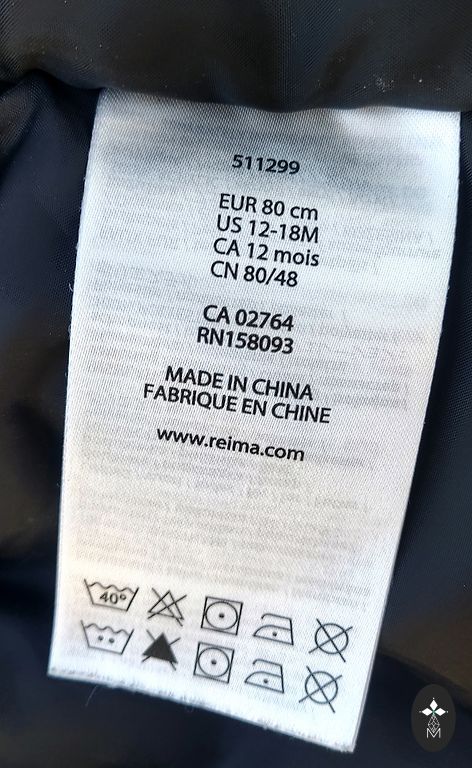 511299
EUR 80 cm
US 12-18M
CA 12 mois
CN 80/48
CA 02764
RN158093
MADE IN CHINA
FABRIQUE EN CHINE
www.reima.com
40°
M